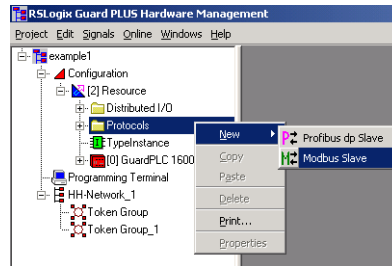 RSLogix Guard PLUS Hardware Management
Project Edit Signals Online Windows Help
example1
Configuration
[2] Resource
Distributed I/O
Protocols
TypeInstance
[0] GuardPLC 1600
Programming Terminal
HH-Network_1
Token Group
Token Group_1
New
Copy
Paste
Delete
Print...
Properties
Profibus dp Slave
Modbus Slave